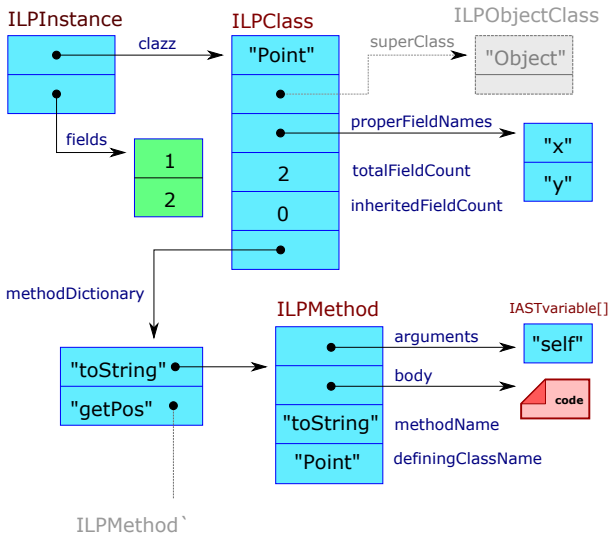 ILPInstance
ILPClass
ILPObjectClass
clazz
"Point"
superClass
"Object"
fields
1
2
properFieldNames
"x"
"y"
2
totalFieldCount
0
inheritedFieldCount
methodDictionary
ILPMethod
IASTvariable[]
"toString"
"getPos"
arguments
"self"
body
code
"toString"
methodName
"Point"
definingClassName
ILPMethod`